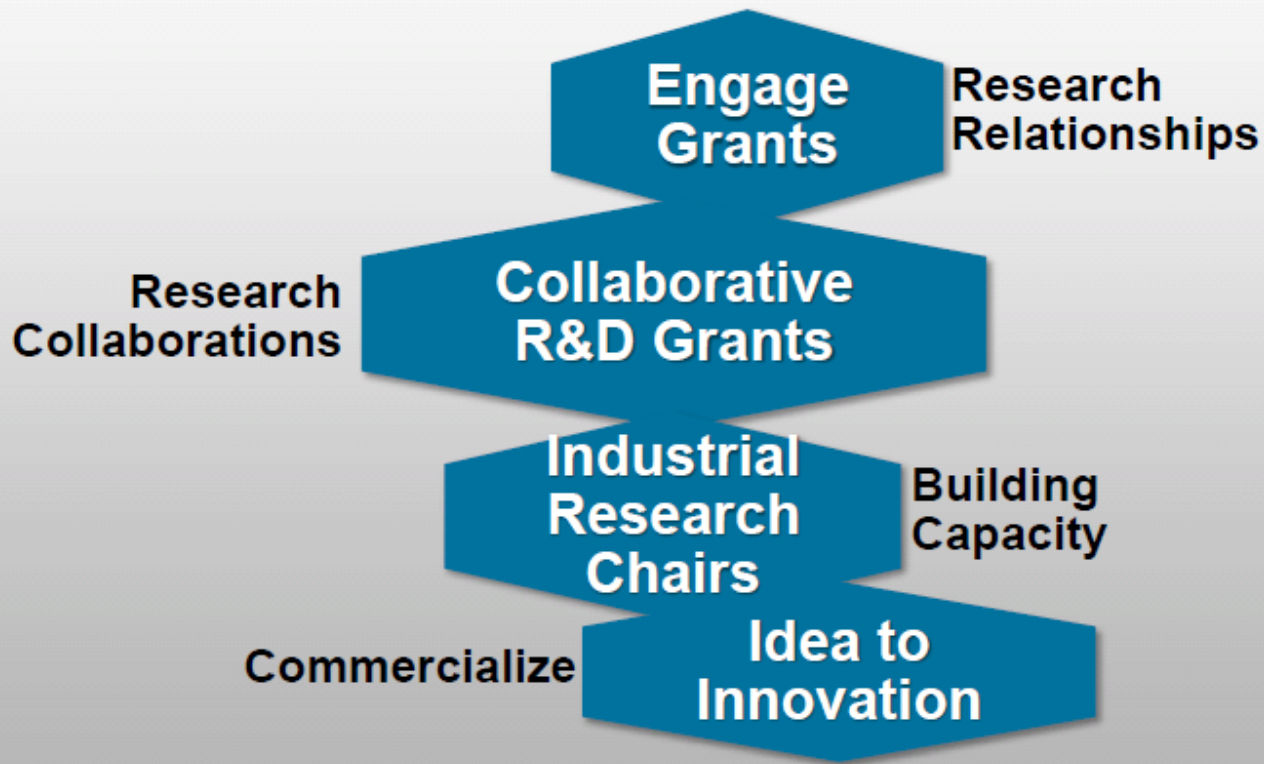 Engage
Grants
Research
Relationships
Research
Collaborations
Collaborative
R&D Grants
Industrial
Research
Chairs
Building
Capacity
Commercialize
Idea to
Innovation